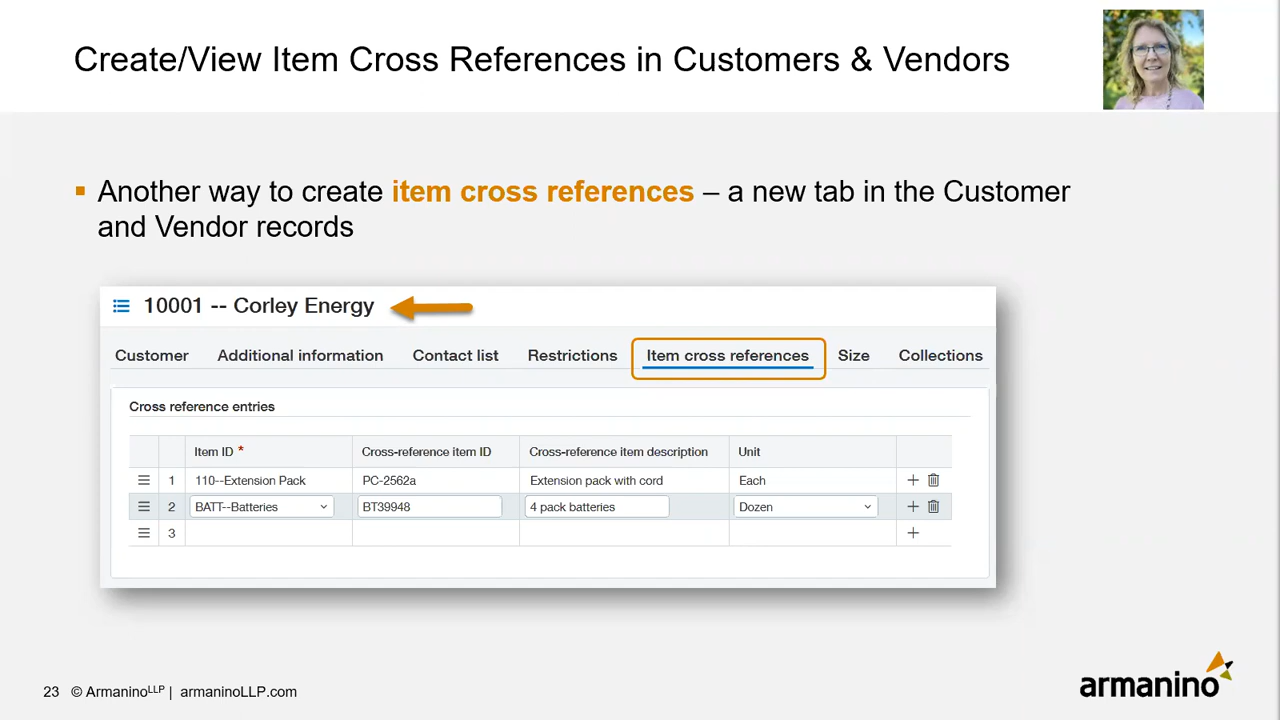 Create/View Item Cross References in Customers & Vendors
▪ Another way to create item cross references – a new tab in the Customer
and Vendor records
10001 -- Corley Energy
Customer Additional information Contact list Restrictions Item cross references Size Collections
Cross reference entries
Item ID * Cross-reference item ID Cross-reference item description Unit
1 110--Extension Pack PC-2562a Extension pack with cord Each
2 BATT--Batteries BT39948 4 pack batteries Dozen
3
23 © ArmaninoLLP | armaninoLLP.com
armanino